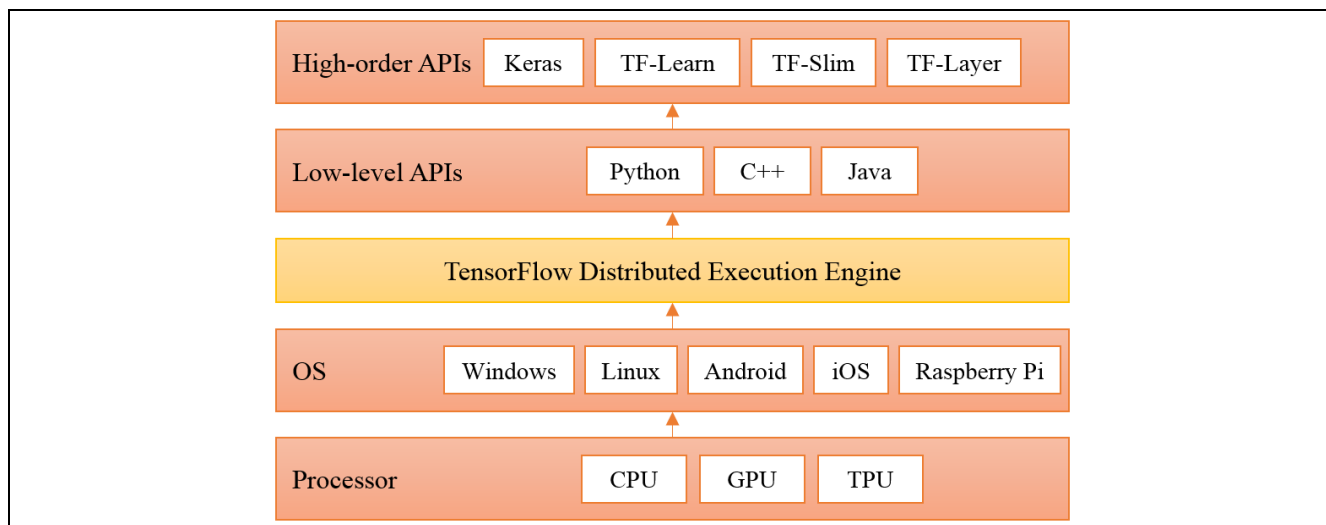 High-order APIs Keras TF-Learn TF-Slim TF-Layer
Low-level APIs Python C++ Java
TensorFlow Distributed Execution Engine
OS Windows Linux Android iOS Raspberry Pi
Processor CPU GPU TPU